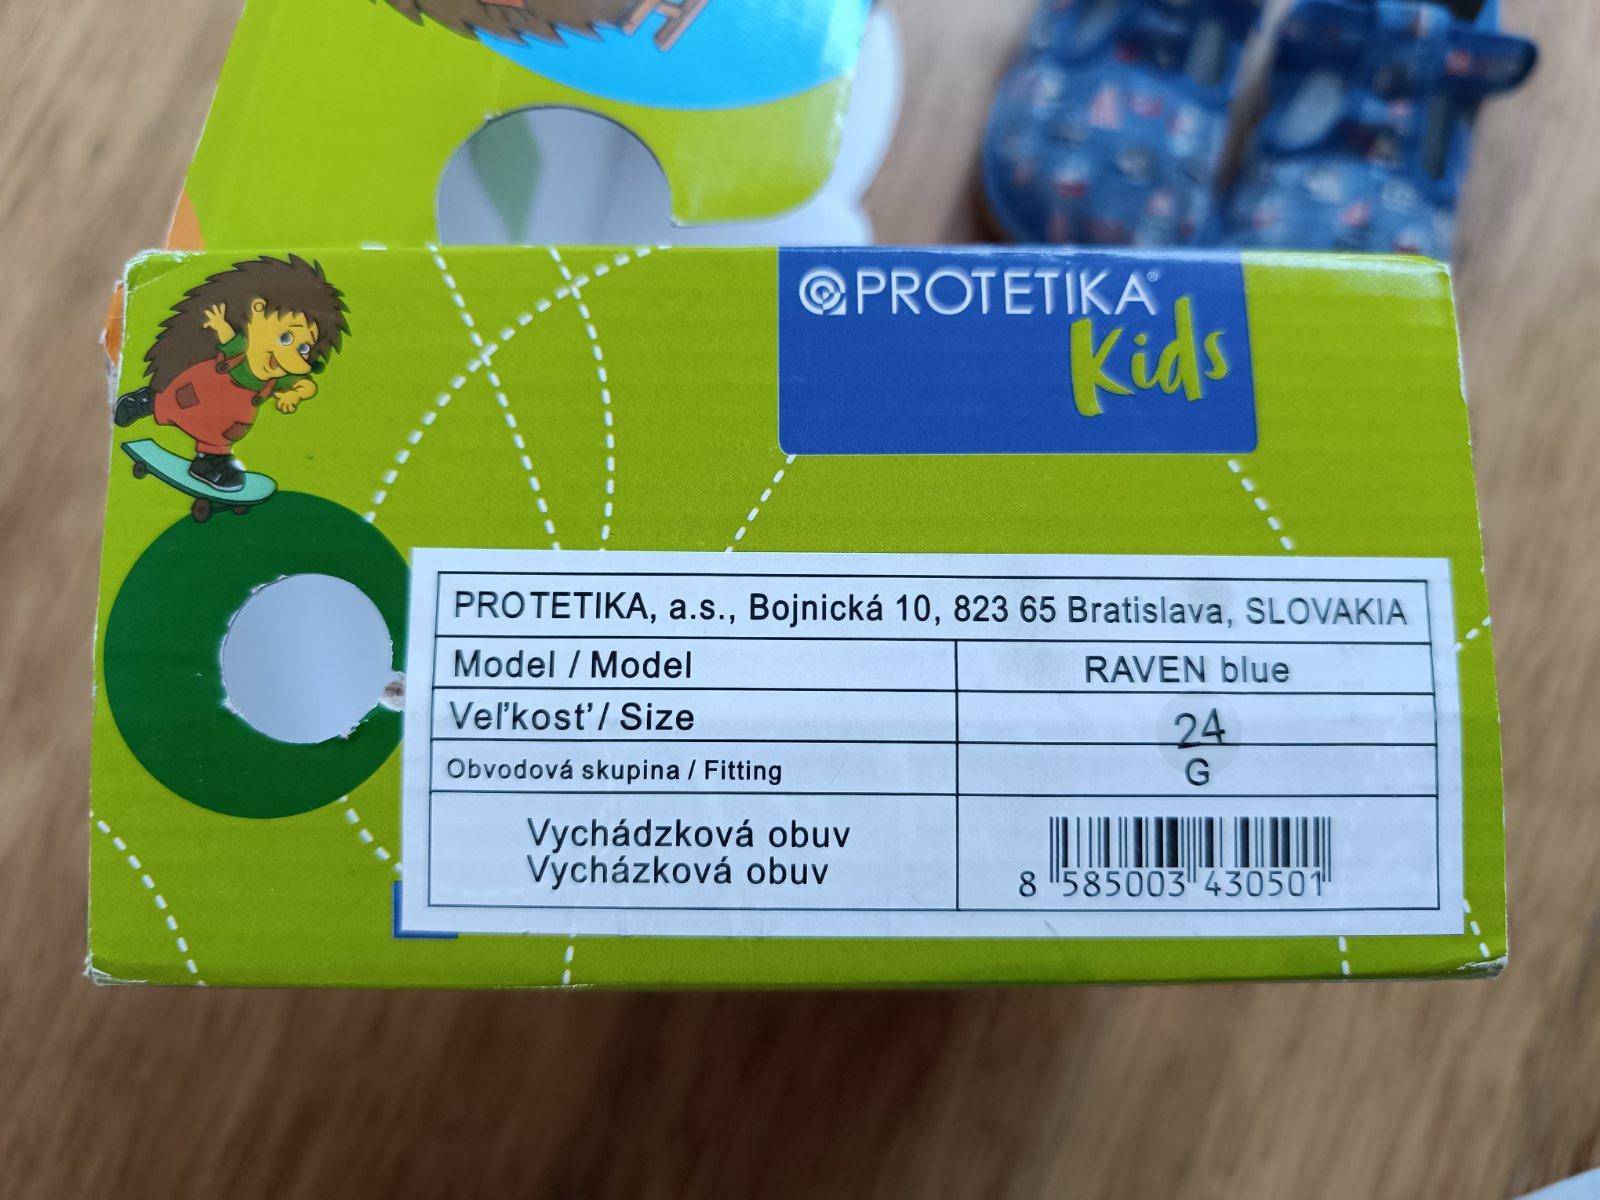 PROTETIKA®
Kids
PROTETIKA, a.s., Bojnická 10, 823 65 Bratislava, SLOVAKIA
Model / Model RAVEN blue
Veľkosť / Size 24
Obvodová skupina / Fitting G
Vychádzková obuv
Vycházková obuv
8 585003 430501